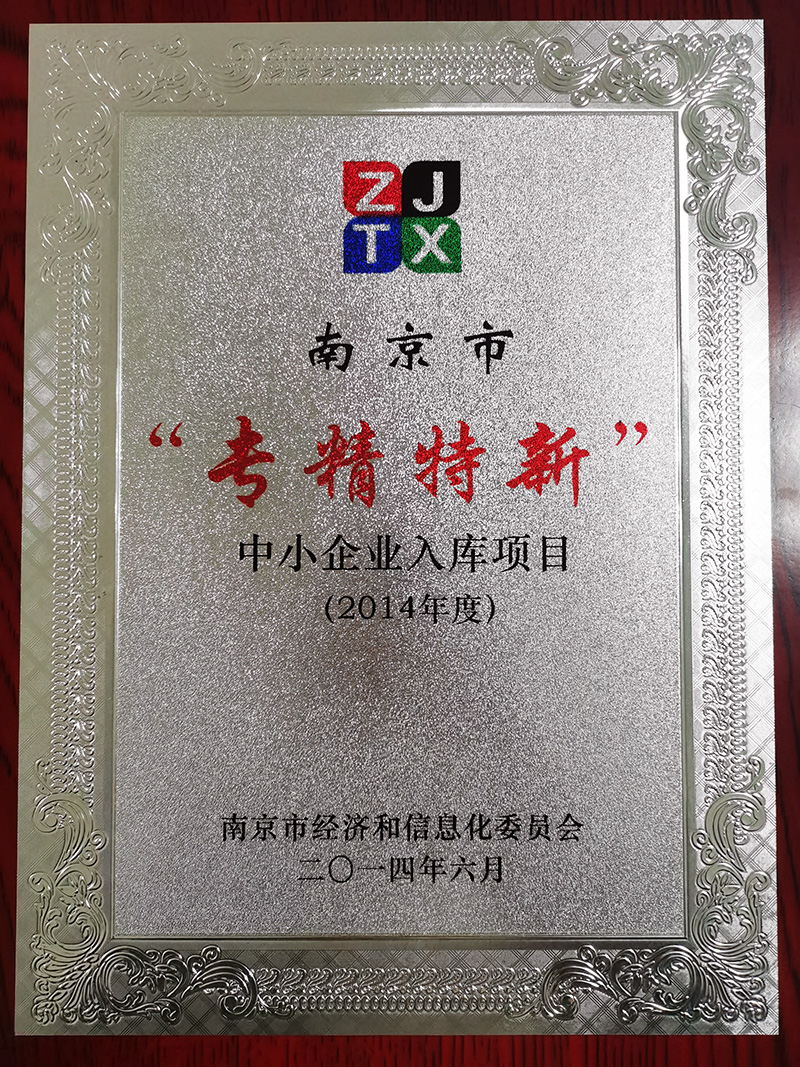 ZJ
TX
南京市
“专精特新”
中小企业入库项目
(2014年度)
南京市经济和信息化委员会
二〇一四年六月